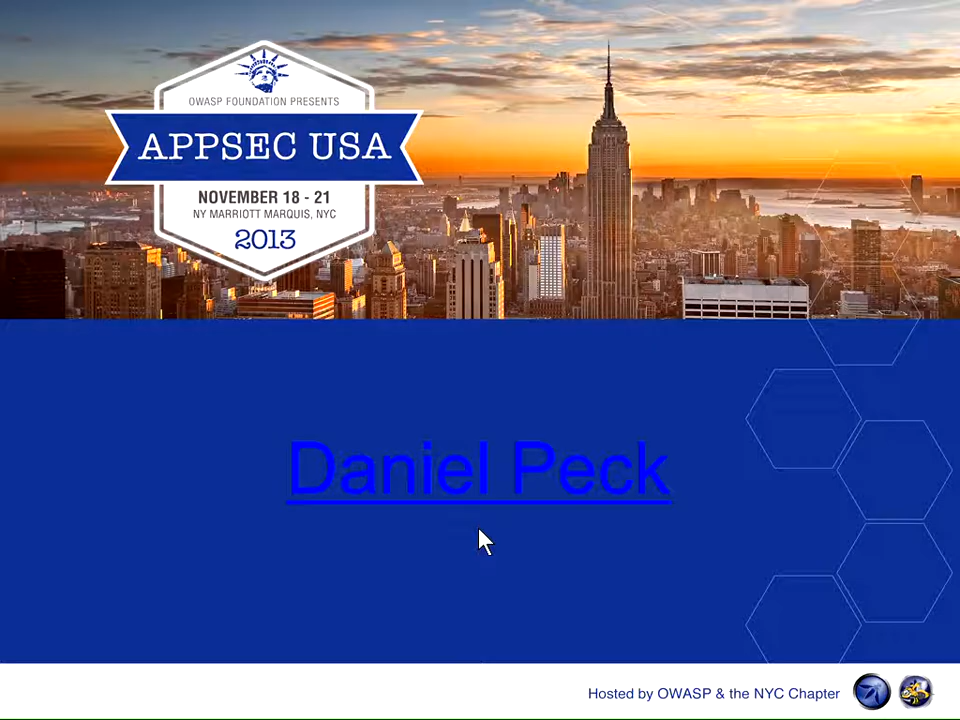 OWASP FOUNDATION PRESENTS
APPSEC USA
NOVEMBER 18 - 21
NY MARRIOTT MARQUIS, NYC
2013
Daniel Peck
Hosted by OWASP & the NYC Chapter